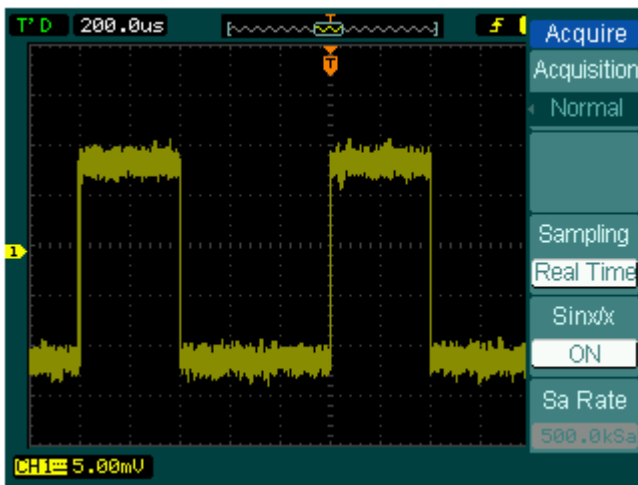 T'D 200.0us
T
Acquire
Acquisition
Normal
T
1
Sampling
Real Time
Sinx/x
ON
Sa Rate
500.0kSa
CH1 5.00mV